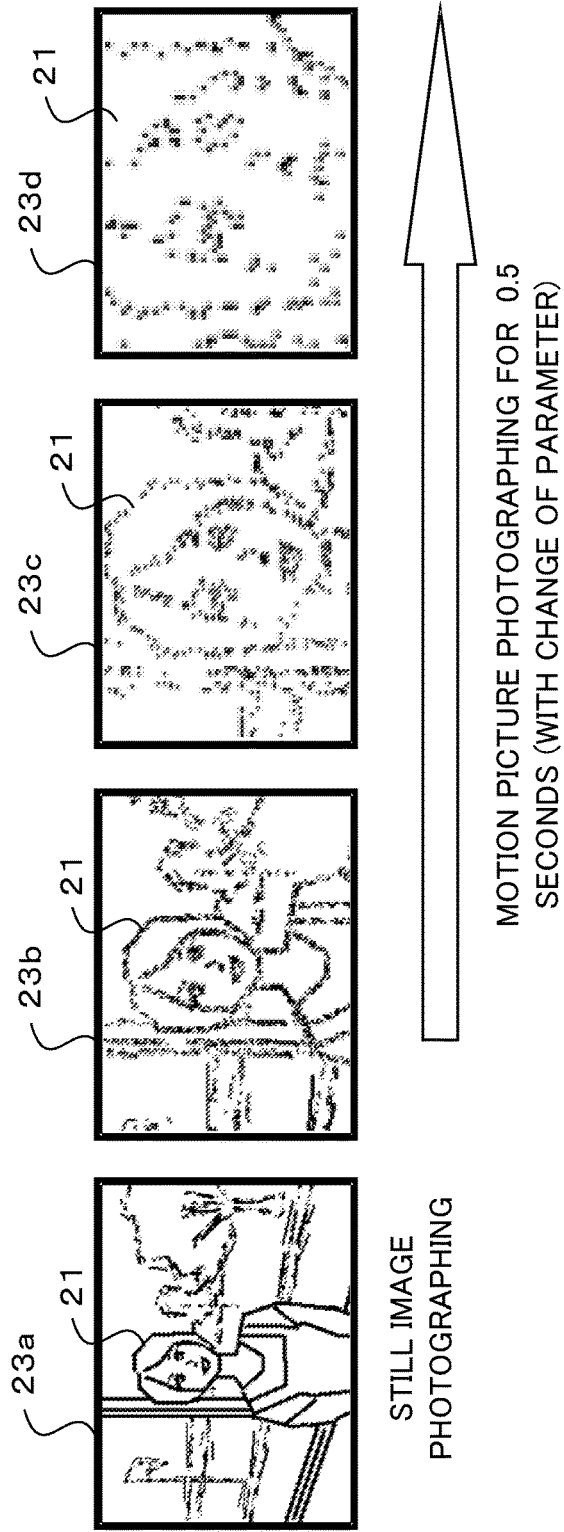 23a
21
23b
21
23c
21
23d
21
STILL IMAGE
PHOTOGRAPHING
MOTION PICTURE PHOTOGRAPHING FOR 0.5
SECONDS (WITH CHANGE OF PARAMETER)